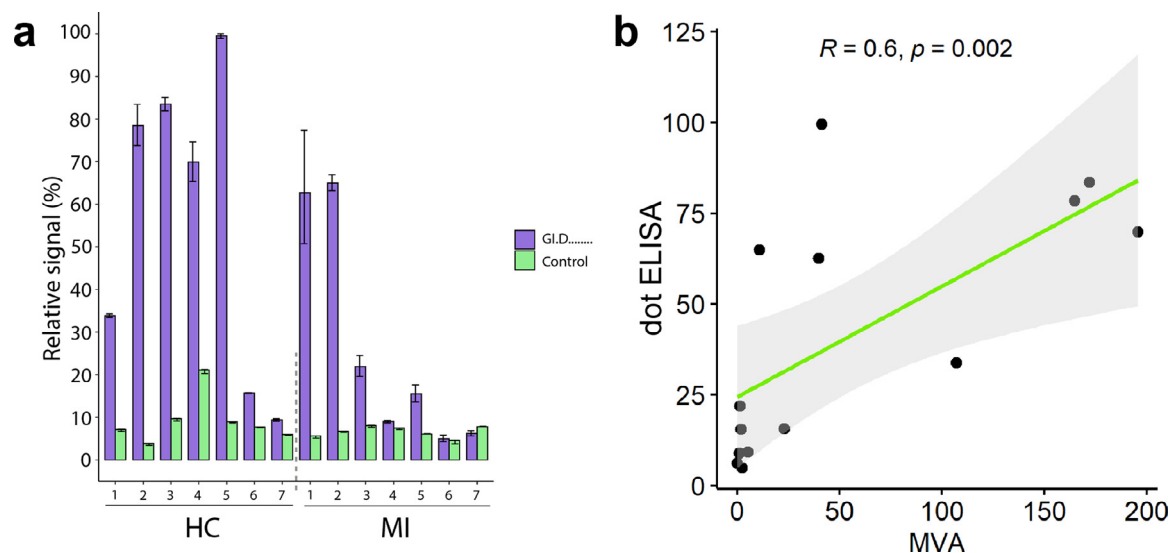 a
Relative signal (%)
100
90
80
70
60
50
40
30
20
10
0
1 2 3 4 5 6 7 1 2 3 4 5 6 7
HC MI
GI.D........
Control
b
R = 0.6, p = 0.002
dot ELISA
125
100
75
50
25
0
0 50 100 150 200
MVA